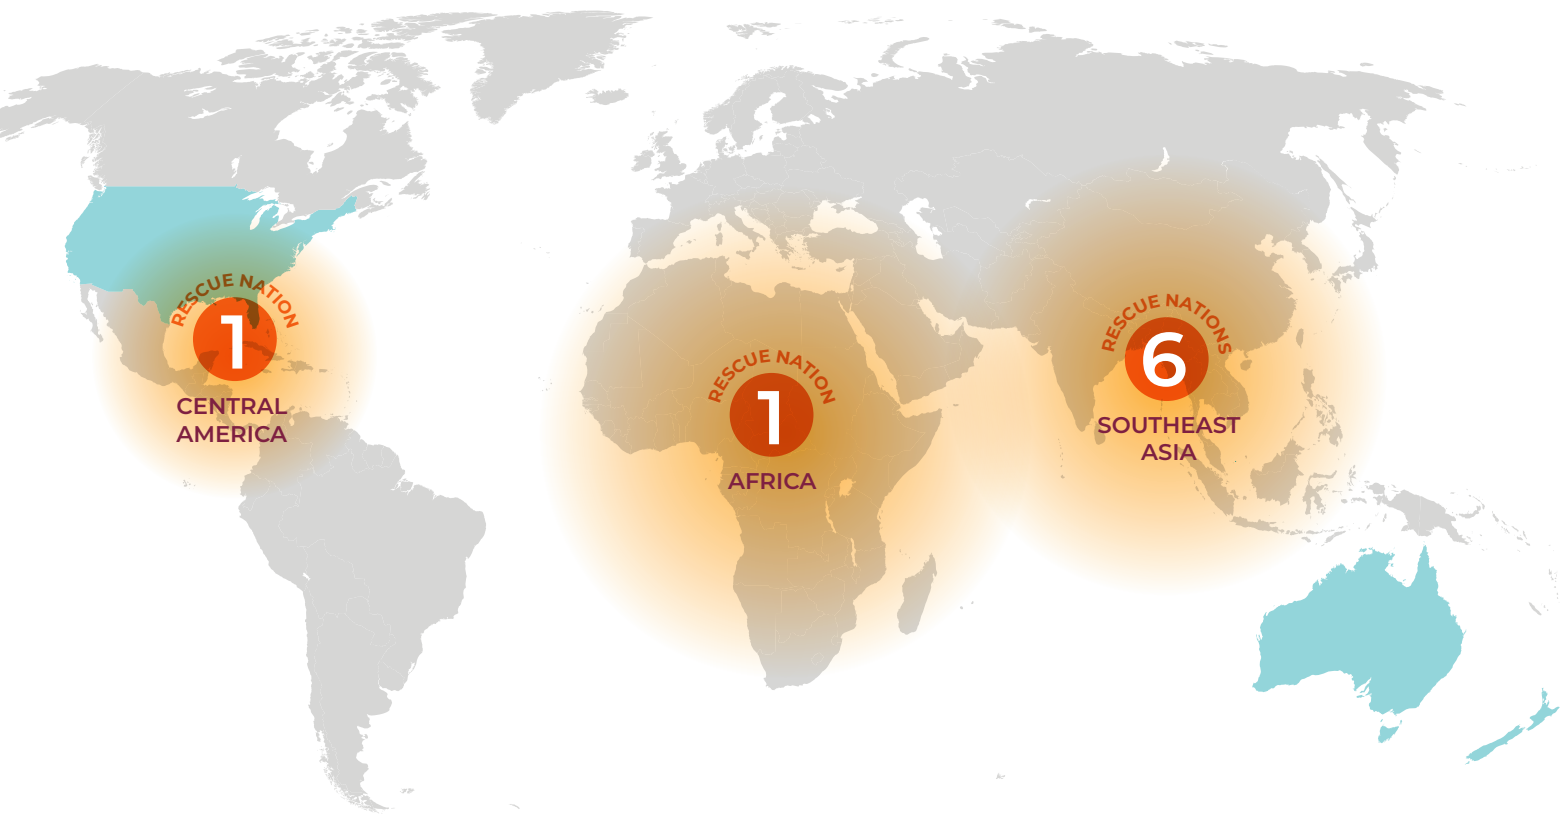 RESCUE NATION
1
CENTRAL
AMERICA
RESCUE NATION
1
AFRICA
RESCUE NATIONS
6
SOUTHEAST
ASIA